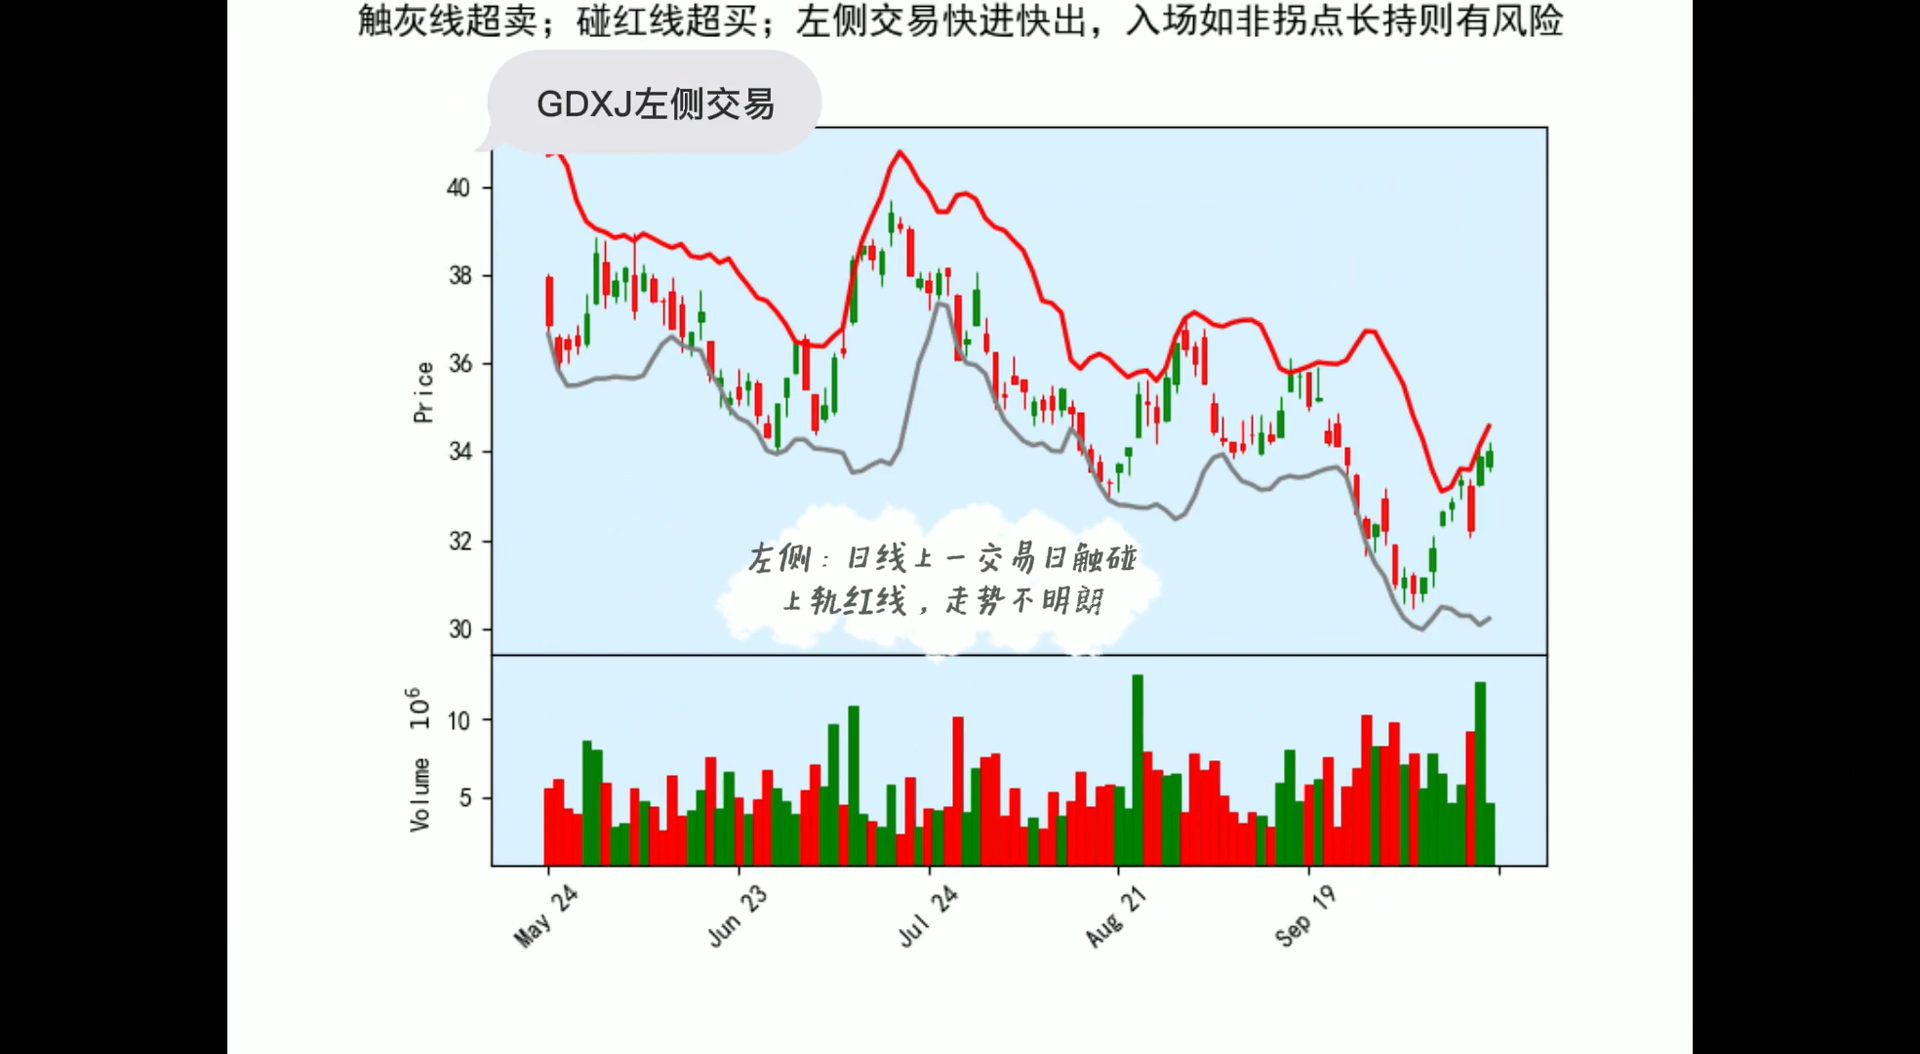 触灰线超卖；碰红线超买；左侧交易快进快出，入场如非拐点长持则有风险
GDXJ左侧交易
40
38
36
34
32
30
Price
左侧：日线上一交易日触碰
上轨红线，走势不明朗
10
5
Volume 10⁶
May 24
Jun 23
Jul 24
Aug 21
Sep 19